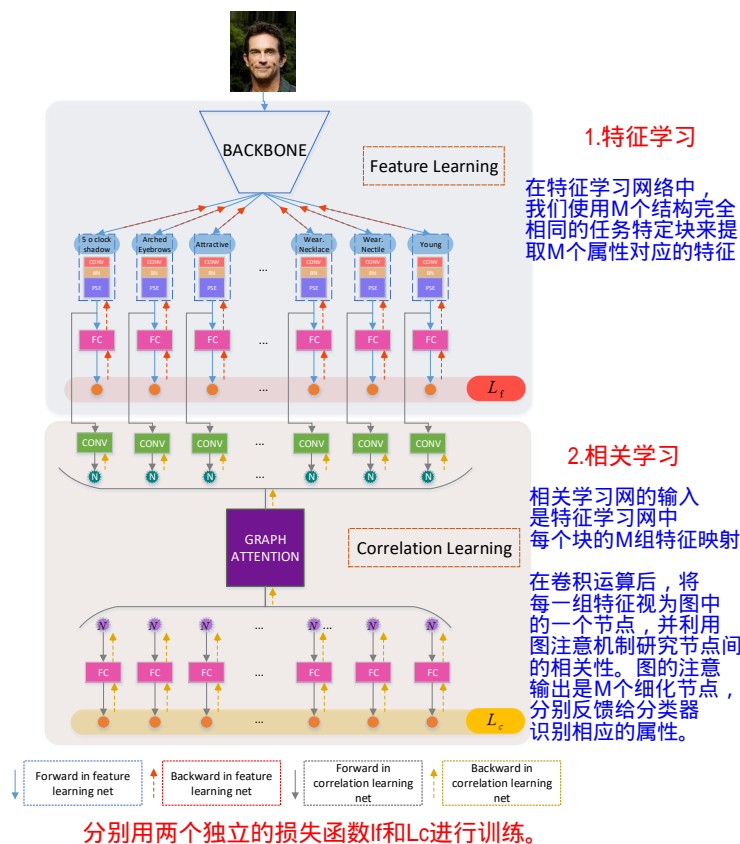 BACKBONE
Feature Learning
1.特征学习
在特征学习网络中，
我们使用M个结构完全
相同的任务特定块来提
取M个属性对应的特征
5 o clock
shadow
Arched
Eyebrows
Attractive
...
Wear.
Necklace
Wear.
Nectile
Young
CONV
CONV
CONV
CONV
CONV
CONV
BN
BN
BN
BN
BN
BN
PSE
PSE
PSE
PSE
PSE
PSE
FC
FC
FC
...
FC
FC
FC
...
Lf
CONV
CONV
CONV
...
CONV
CONV
CONV
N
N
N
...
N
N
N
2.相关学习
相关学习网的输入
是特征学习网中
每个块的M组特征映射
在卷积运算后，将
每一组特征视为图中
的一个节点，并利用
图注意机制研究节点间
的相关性。图的注意
输出是M个细化节点，
分别反馈给分类器
识别相应的属性。
GRAPH
ATTENTION
Correlation Learning
N'
N'
N'
...
N'
...
N'
N'
FC
FC
FC
...
FC
FC
FC
...
Lc
Forward in feature
learning net
Backward in feature
learning net
Forward in
correlation learning
net
Backward in
correlation learning
net
分别用两个独立的损失函数lf和Lc进行训练。